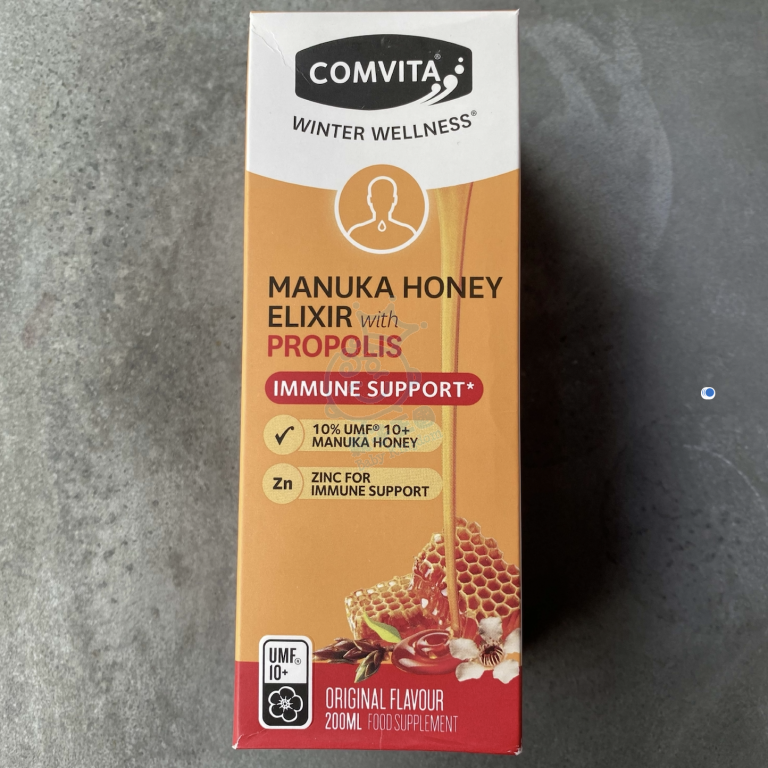 COMVITA®
WINTER WELLNESS®
MANUKA HONEY
ELIXIR with
PROPOLIS
IMMUNE SUPPORT*
10% UMF® 10+
MANUKA HONEY
Zn
ZINC FOR
IMMUNE SUPPORT
UMF®
10+
ORIGINAL FLAVOUR
200ML FOOD SUPPLEMENT